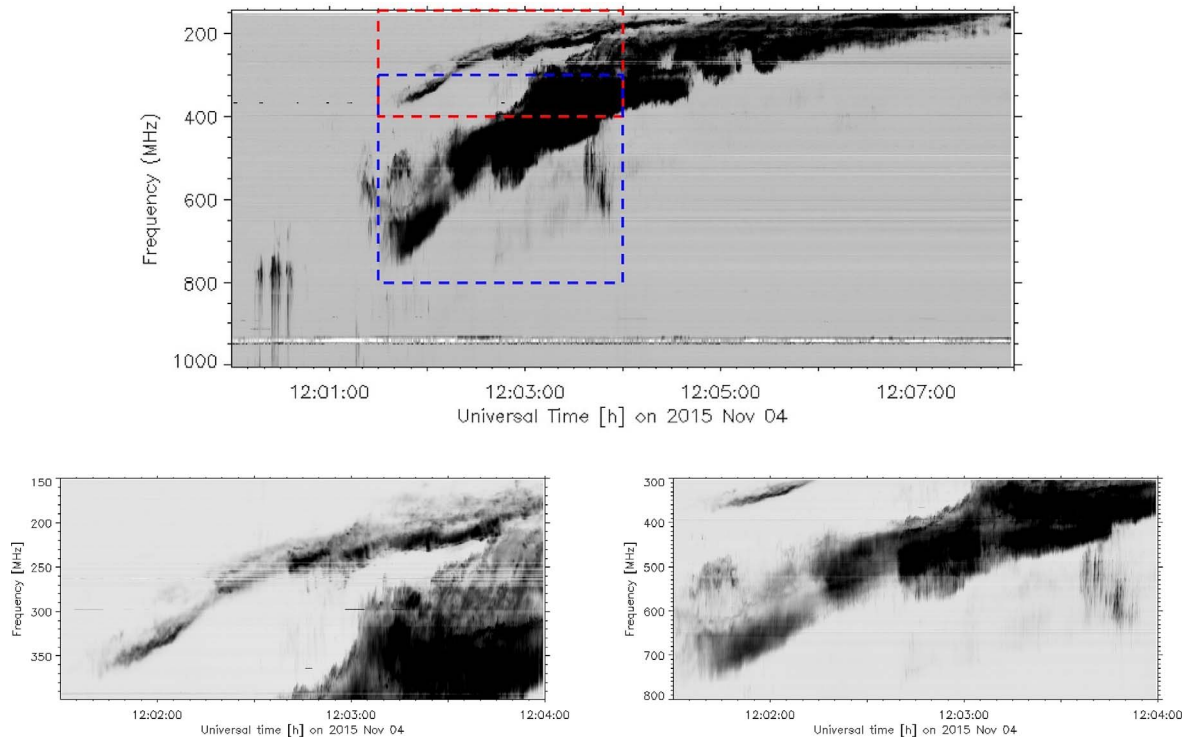 200
400
600
800
1000
Frequency (MHz)
12:01:00 12:03:00 12:05:00 12:07:00
Universal Time [h] on 2015 Nov 04
150
200
250
300
350
Frequency [MHz]
12:02:00 12:03:00 12:04:00
Universal time [h] on 2015 Nov 04
300
400
500
600
700
800
Frequency [MHz]
12:02:00 12:03:00 12:04:00
Universal time [h] on 2015 Nov 04